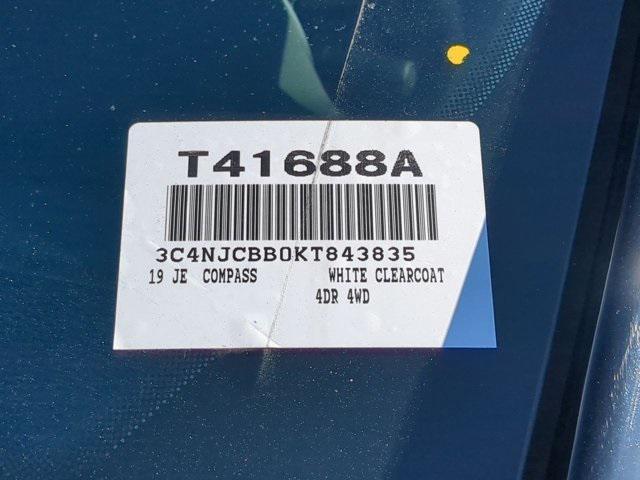 T41688A
3C4NJCBB0KT843835
19 JE COMPASS WHITE CLEARCOAT
4DR 4WD